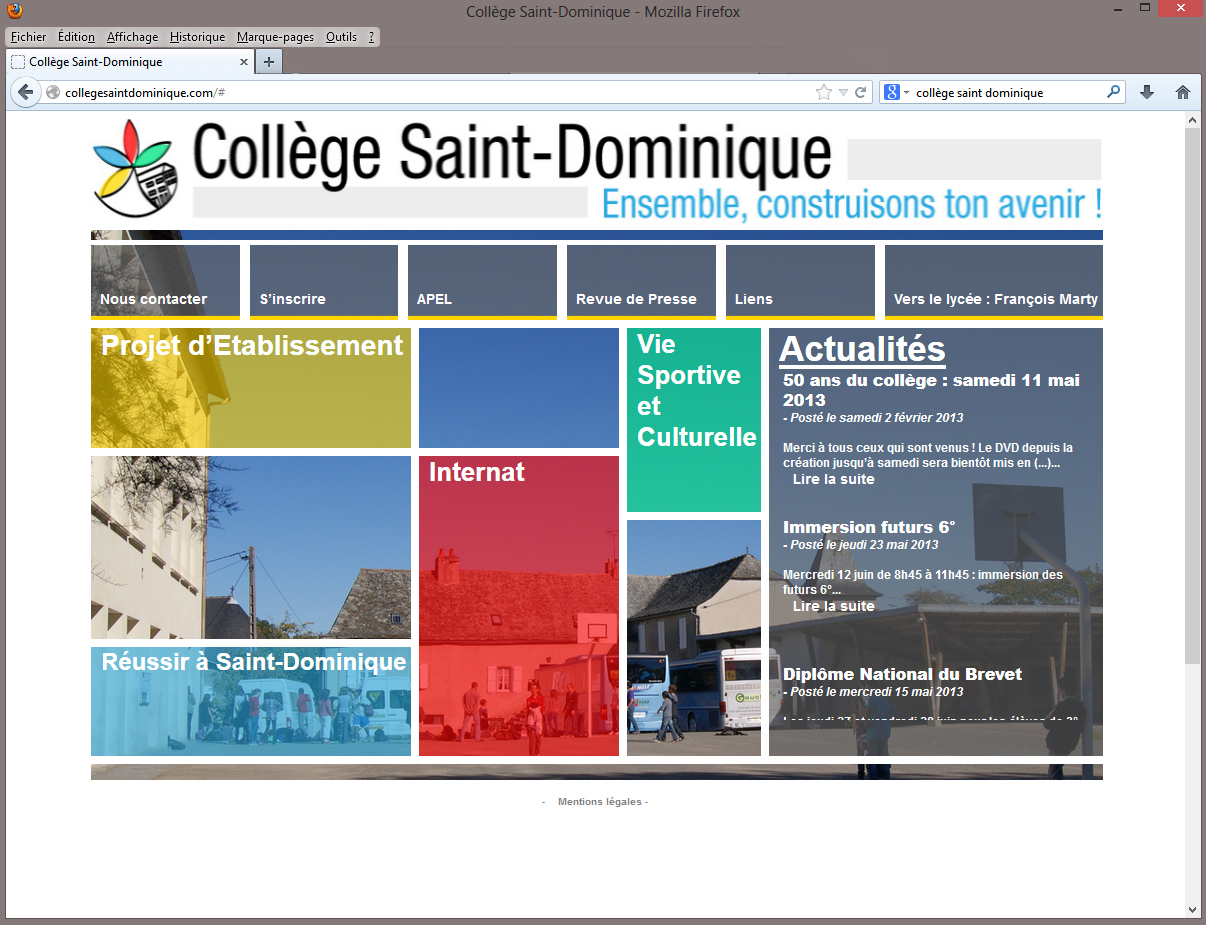 Collège Saint-Dominique - Mozilla Firefox
Fichier Édition Affichage Historique Marque-pages Outils ?
Collège Saint-Dominique
collegesaintdominique.com/#
collège saint dominique
Collège Saint-Dominique
Ensemble, construisons ton avenir !
Nous contacter
S'inscrire
APEL
Revue de Presse
Liens
Vers le lycée : François Marty
Projet d'Etablissement
Vie
Sportive
et
Culturelle
Internat
Réussir à Saint-Dominique
Actualités
50 ans du collège : samedi 11 mai
2013
- Posté le samedi 2 février 2013
Merci à tous ceux qui sont venus ! Le DVD depuis la
création jusqu'à samedi sera bientôt mis en (...)...
Lire la suite
Immersion futurs 6°
- Posté le jeudi 23 mai 2013
Mercredi 12 juin de 8h45 à 11h45 : immersion des
futurs 6°...
Lire la suite
Diplôme National du Brevet
- Posté le mercredi 15 mai 2013
- Mentions légales -